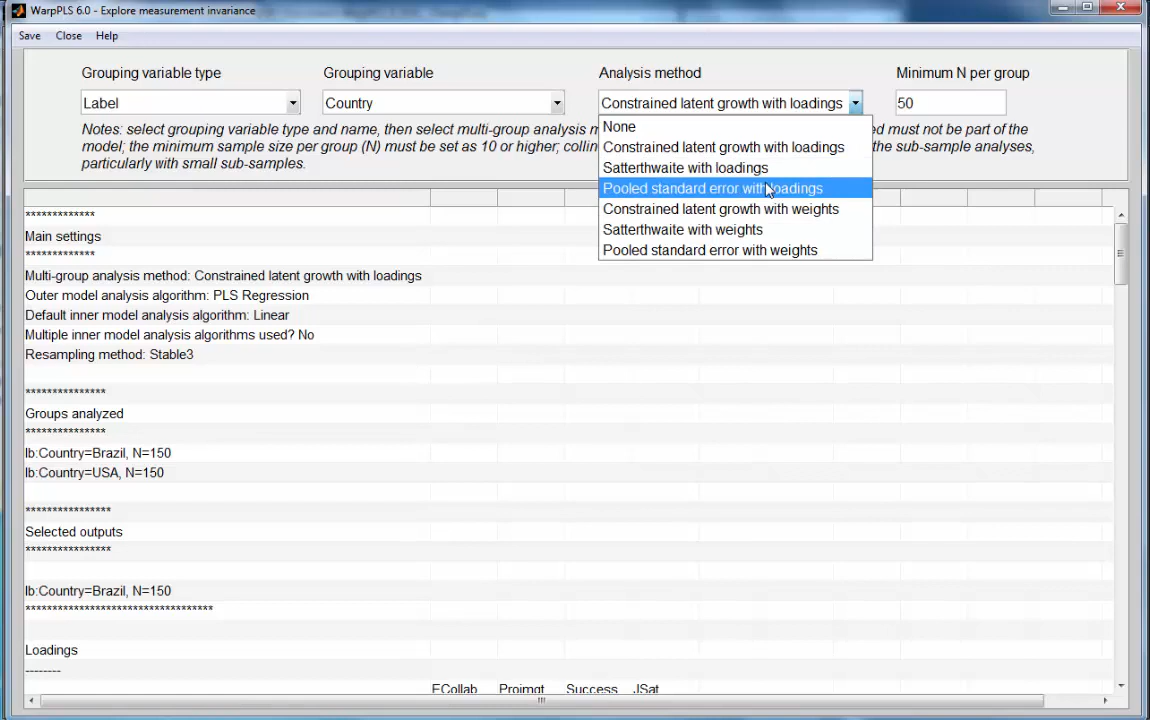 WarpPLS 6.0 - Explore measurement invariance
Save Close Help
Grouping variable type Grouping variable Analysis method Minimum N per group
Label Country Constrained latent growth with loadings 50
Notes: select grouping variable type and name, then select multi-group analysis m ed must not be part of the
model; the minimum sample size per group (N) must be set as 10 or higher; collin the sub-sample analyses,
particularly with small sub-samples.
None
Constrained latent growth with loadings
Satterthwaite with loadings
Pooled standard error with loadings
Constrained latent growth with weights
Satterthwaite with weights
Pooled standard error with weights
*************
Main settings
*************
Multi-group analysis method: Constrained latent growth with loadings
Outer model analysis algorithm: PLS Regression
Default inner model analysis algorithm: Linear
Multiple inner model analysis algorithms used? No
Resampling method: Stable3
***************
Groups analyzed
***************
lb:Country=Brazil, N=150
lb:Country=USA, N=150
****************
Selected outputs
****************
lb:Country=Brazil, N=150
***********************************
Loadings
--------
ECollab Projmgt Success JSat